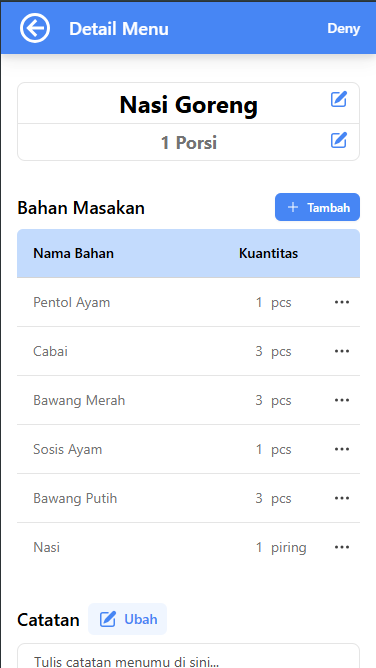 Detail Menu Deny
Nasi Goreng
1 Porsi
Bahan Masakan + Tambah
Nama Bahan Kuantitas
Pentol Ayam 1 pcs ...
Cabai 3 pcs ...
Bawang Merah 3 pcs ...
Sosis Ayam 1 pcs ...
Bawang Putih 3 pcs ...
Nasi 1 piring ...
Catatan Ubah
Tulis catatan menumu di sini...